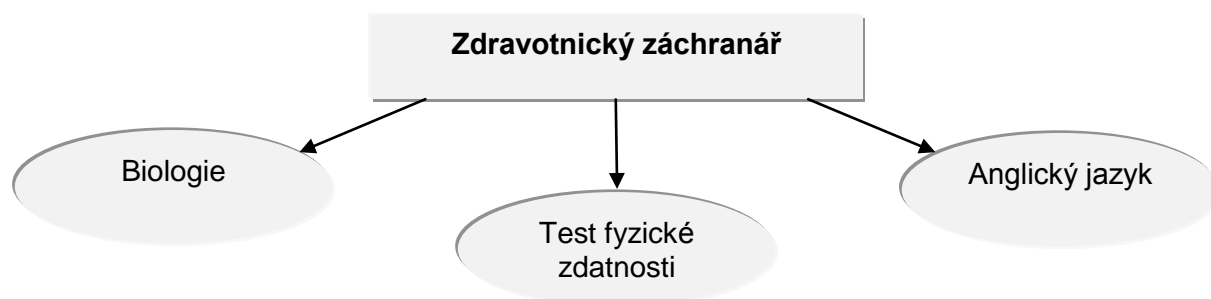 Zdravotnický záchranář
Biologie
Anglický jazyk
Test fyzické
zdatnosti